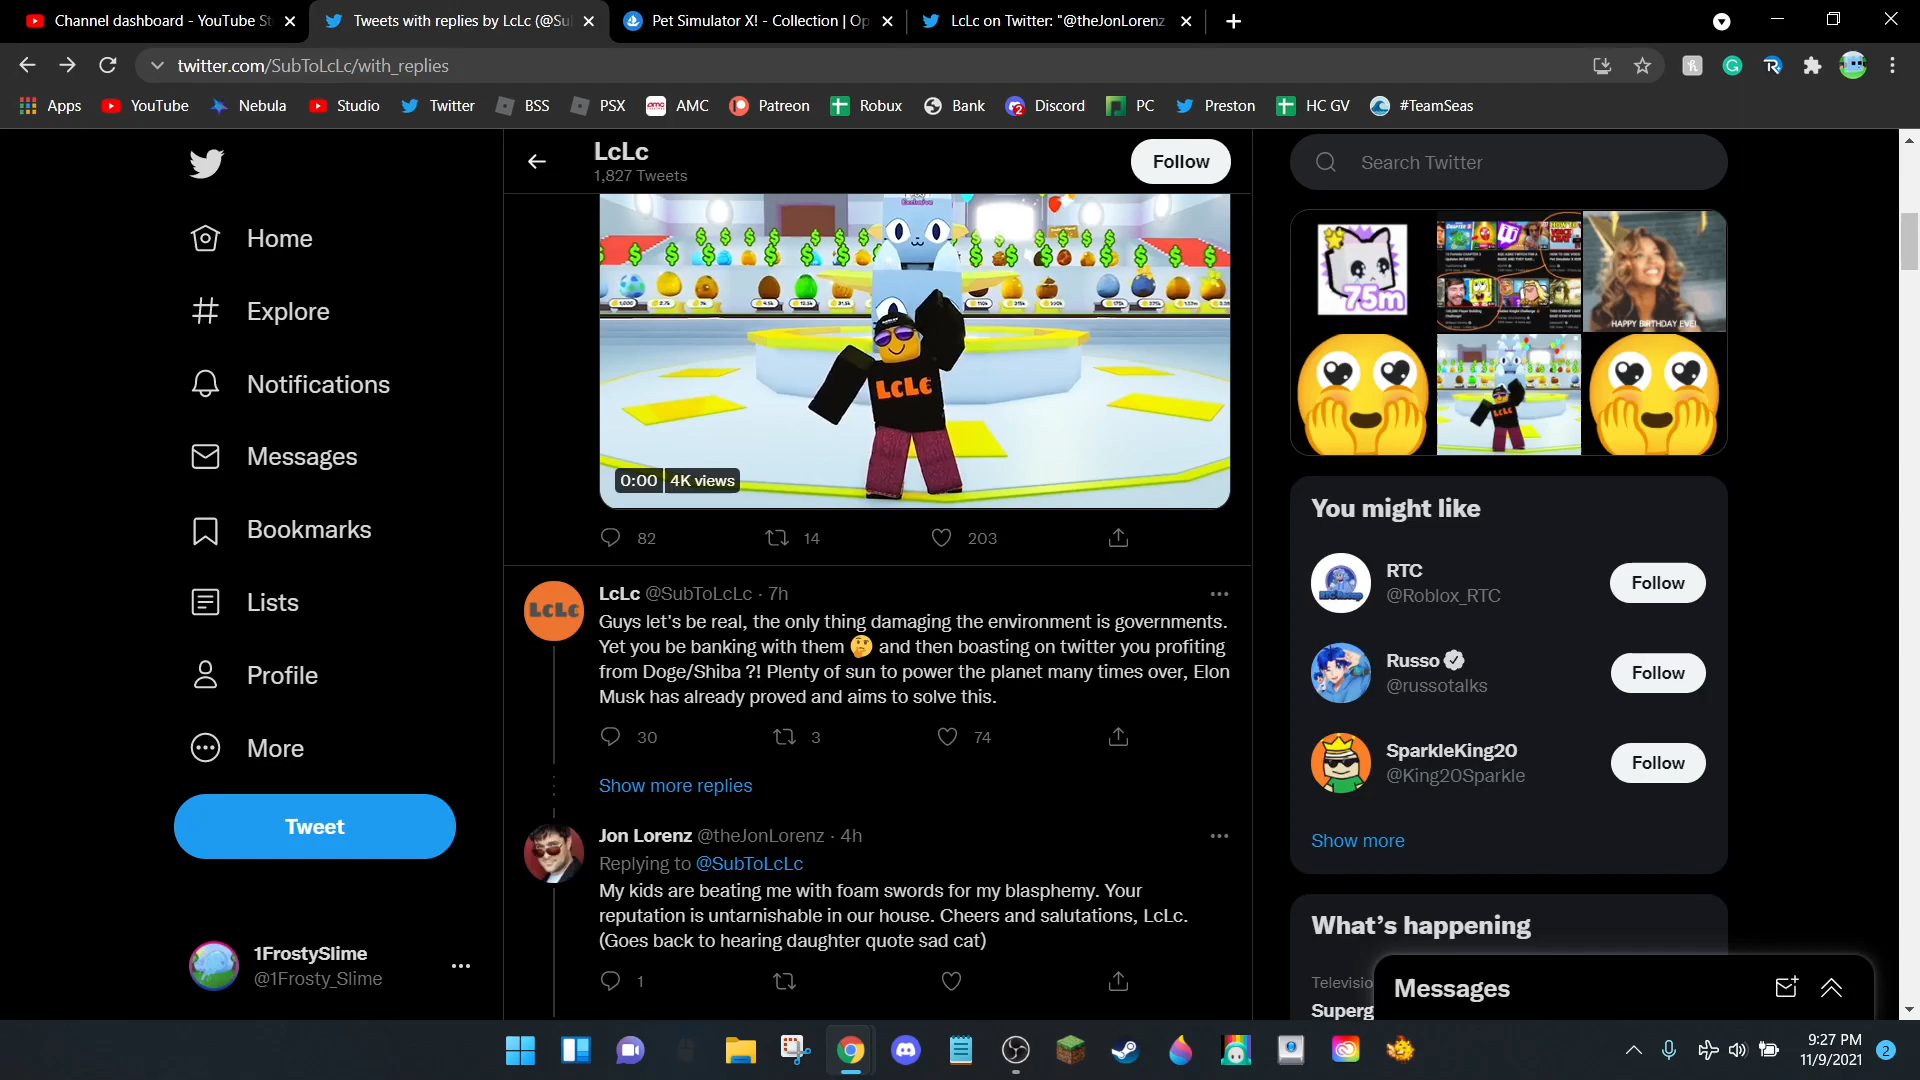 Channel dashboard - YouTube St
Tweets with replies by LcLc (@Su
Pet Simulator X! - Collection | Op
LcLc on Twitter: "@theJonLorenz
twitter.com/SubToLcLc/with_replies
Apps YouTube Nebula Studio Twitter BSS PSX AMC Patreon Robux Bank Discord PC Preston HC GV #TeamSeas
LcLc
1,827 Tweets
Follow
Search Twitter
Home
Explore
Notifications
Messages
Bookmarks
Lists
Profile
More
Tweet
1FrostySlime
@1Frosty_Slime
Exclusive
LcLc
0:00 4K views
82 14 203
LcLc
LcLc @SubToLcLc · 7h
Guys let's be real, the only thing damaging the environment is governments.
Yet you be banking with them 🤔 and then boasting on twitter you profiting
from Doge/Shiba ?! Plenty of sun to power the planet many times over, Elon
Musk has already proved and aims to solve this.
30 3 74
Show more replies
Jon Lorenz @theJonLorenz · 4h
Replying to @SubToLcLc
My kids are beating me with foam swords for my blasphemy. Your
reputation is untarnishable in our house. Cheers and salutations, LcLc.
(Goes back to hearing daughter quote sad cat)
1
75m
HAPPY BIRTHDAY EVE!
You might like
RTC
@Roblox_RTC
Follow
Russo
@russotalks
Follow
SparkleKing20
@King20Sparkle
Follow
Show more
What's happening
Televisio
Superg
Messages
9:27 PM
11/9/2021
2